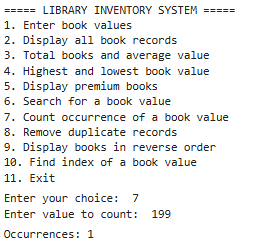 ===== LIBRARY INVENTORY SYSTEM =====
1. Enter book values
2. Display all book records
3. Total books and average value
4. Highest and lowest book value
5. Display premium books
6. Search for a book value
7. Count occurrence of a book value
8. Remove duplicate records
9. Display books in reverse order
10. Find index of a book value
11. Exit
Enter your choice:  7
Enter value to count:  199
Occurrences: 1